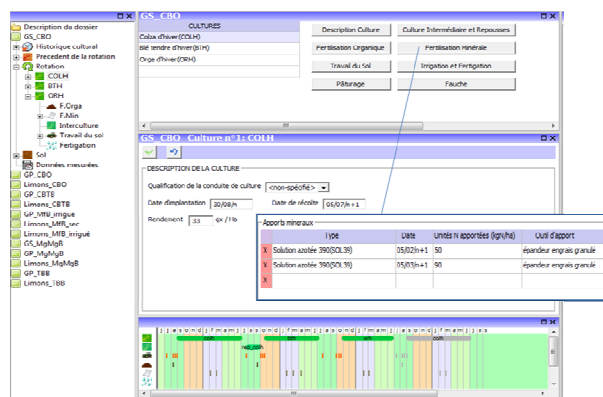 Description du dossier
GS_CBO
Historique cultural
Precedent de la rotation
Rotation
COLH
BTH
ORH
F.Orga
F.Min
Interculture
Travail du sol
Fertigation
Sol
Données mesurées
GP_CBO
Limons_CBO
GP_CBTB
Limons_CBTB
GP_MfB_irrigué
Limons_MfB_sec
Limons_MfB_irrigué
GS_MgMgB
GP_MgMgB
Limons_MgMgB
GP_TBB
Limons_TBB
GS_CBO
CULTURES
Colza d'hiver(COLH)
Blé tendre d'hiver(BTH)
Orge d'hiver(ORH)
Description Culture
Culture Intermédiaire et Repousses
Fertilisation Organique
Fertilisation Minérale
Travail du Sol
Irrigation et Fertigation
Pâturage
Fauche
GS_CBO Culture n°1: COLH
DESCRIPTION DE LA CULTURE
Qualification de la conduite de culture <non-spécifié>
Date d'implantation 30/08/n Date de récolte 05/07/n+1
Rendement 33 qx / Ha
Apports minéraux
Type Date Unités N apportées (kgN/ha) Outil d'apport
X Solution azotée 390(SOL39) 05/02/n+1 50 épandeur engrais granulé
X Solution azotée 390(SOL39) 05/03/n+1 90 épandeur engrais granulé
X
j j a s o n d j f m a m j j a s o n d j f m a m j j a s o n d j f m a m j j a s o n d j f m a m j j a s
colh bth orh colh
rep_colh